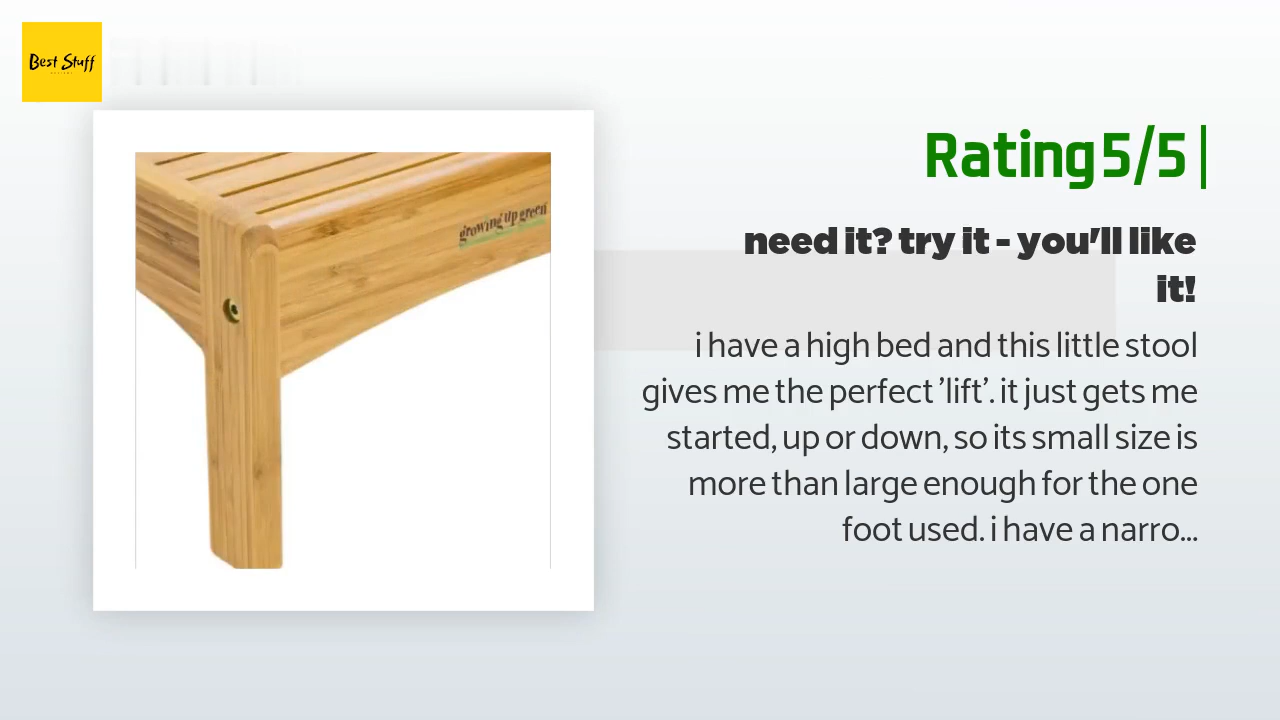 Best Stuff
growing up green
Rating 5/5 |
need it? try it - you'll like
it!
i have a high bed and this little stool
gives me the perfect 'lift'. it just gets me
started, up or down, so its small size is
more than large enough for the one
foot used. i have a narro...